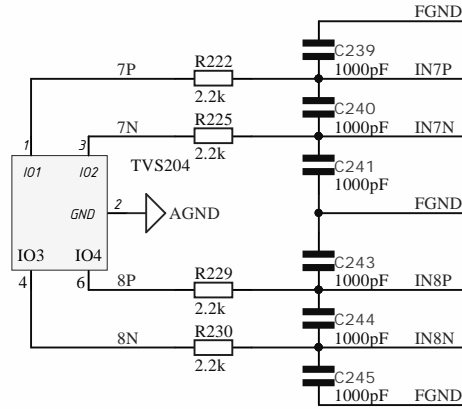 FGND
C239
R222
1000pF
7P
IN7P
2.2k
C240
R225
1000pF
7N
IN7N
1
3
2.2k
TVS204
C241
1000pF
IO1
IO2
2
GND
AGND
FGND
IO3
IO4
C243
R229
1000pF
4
6
8P
IN8P
2.2k
C244
R230
1000pF
8N
IN8N
2.2k
C245
1000pF
FGND